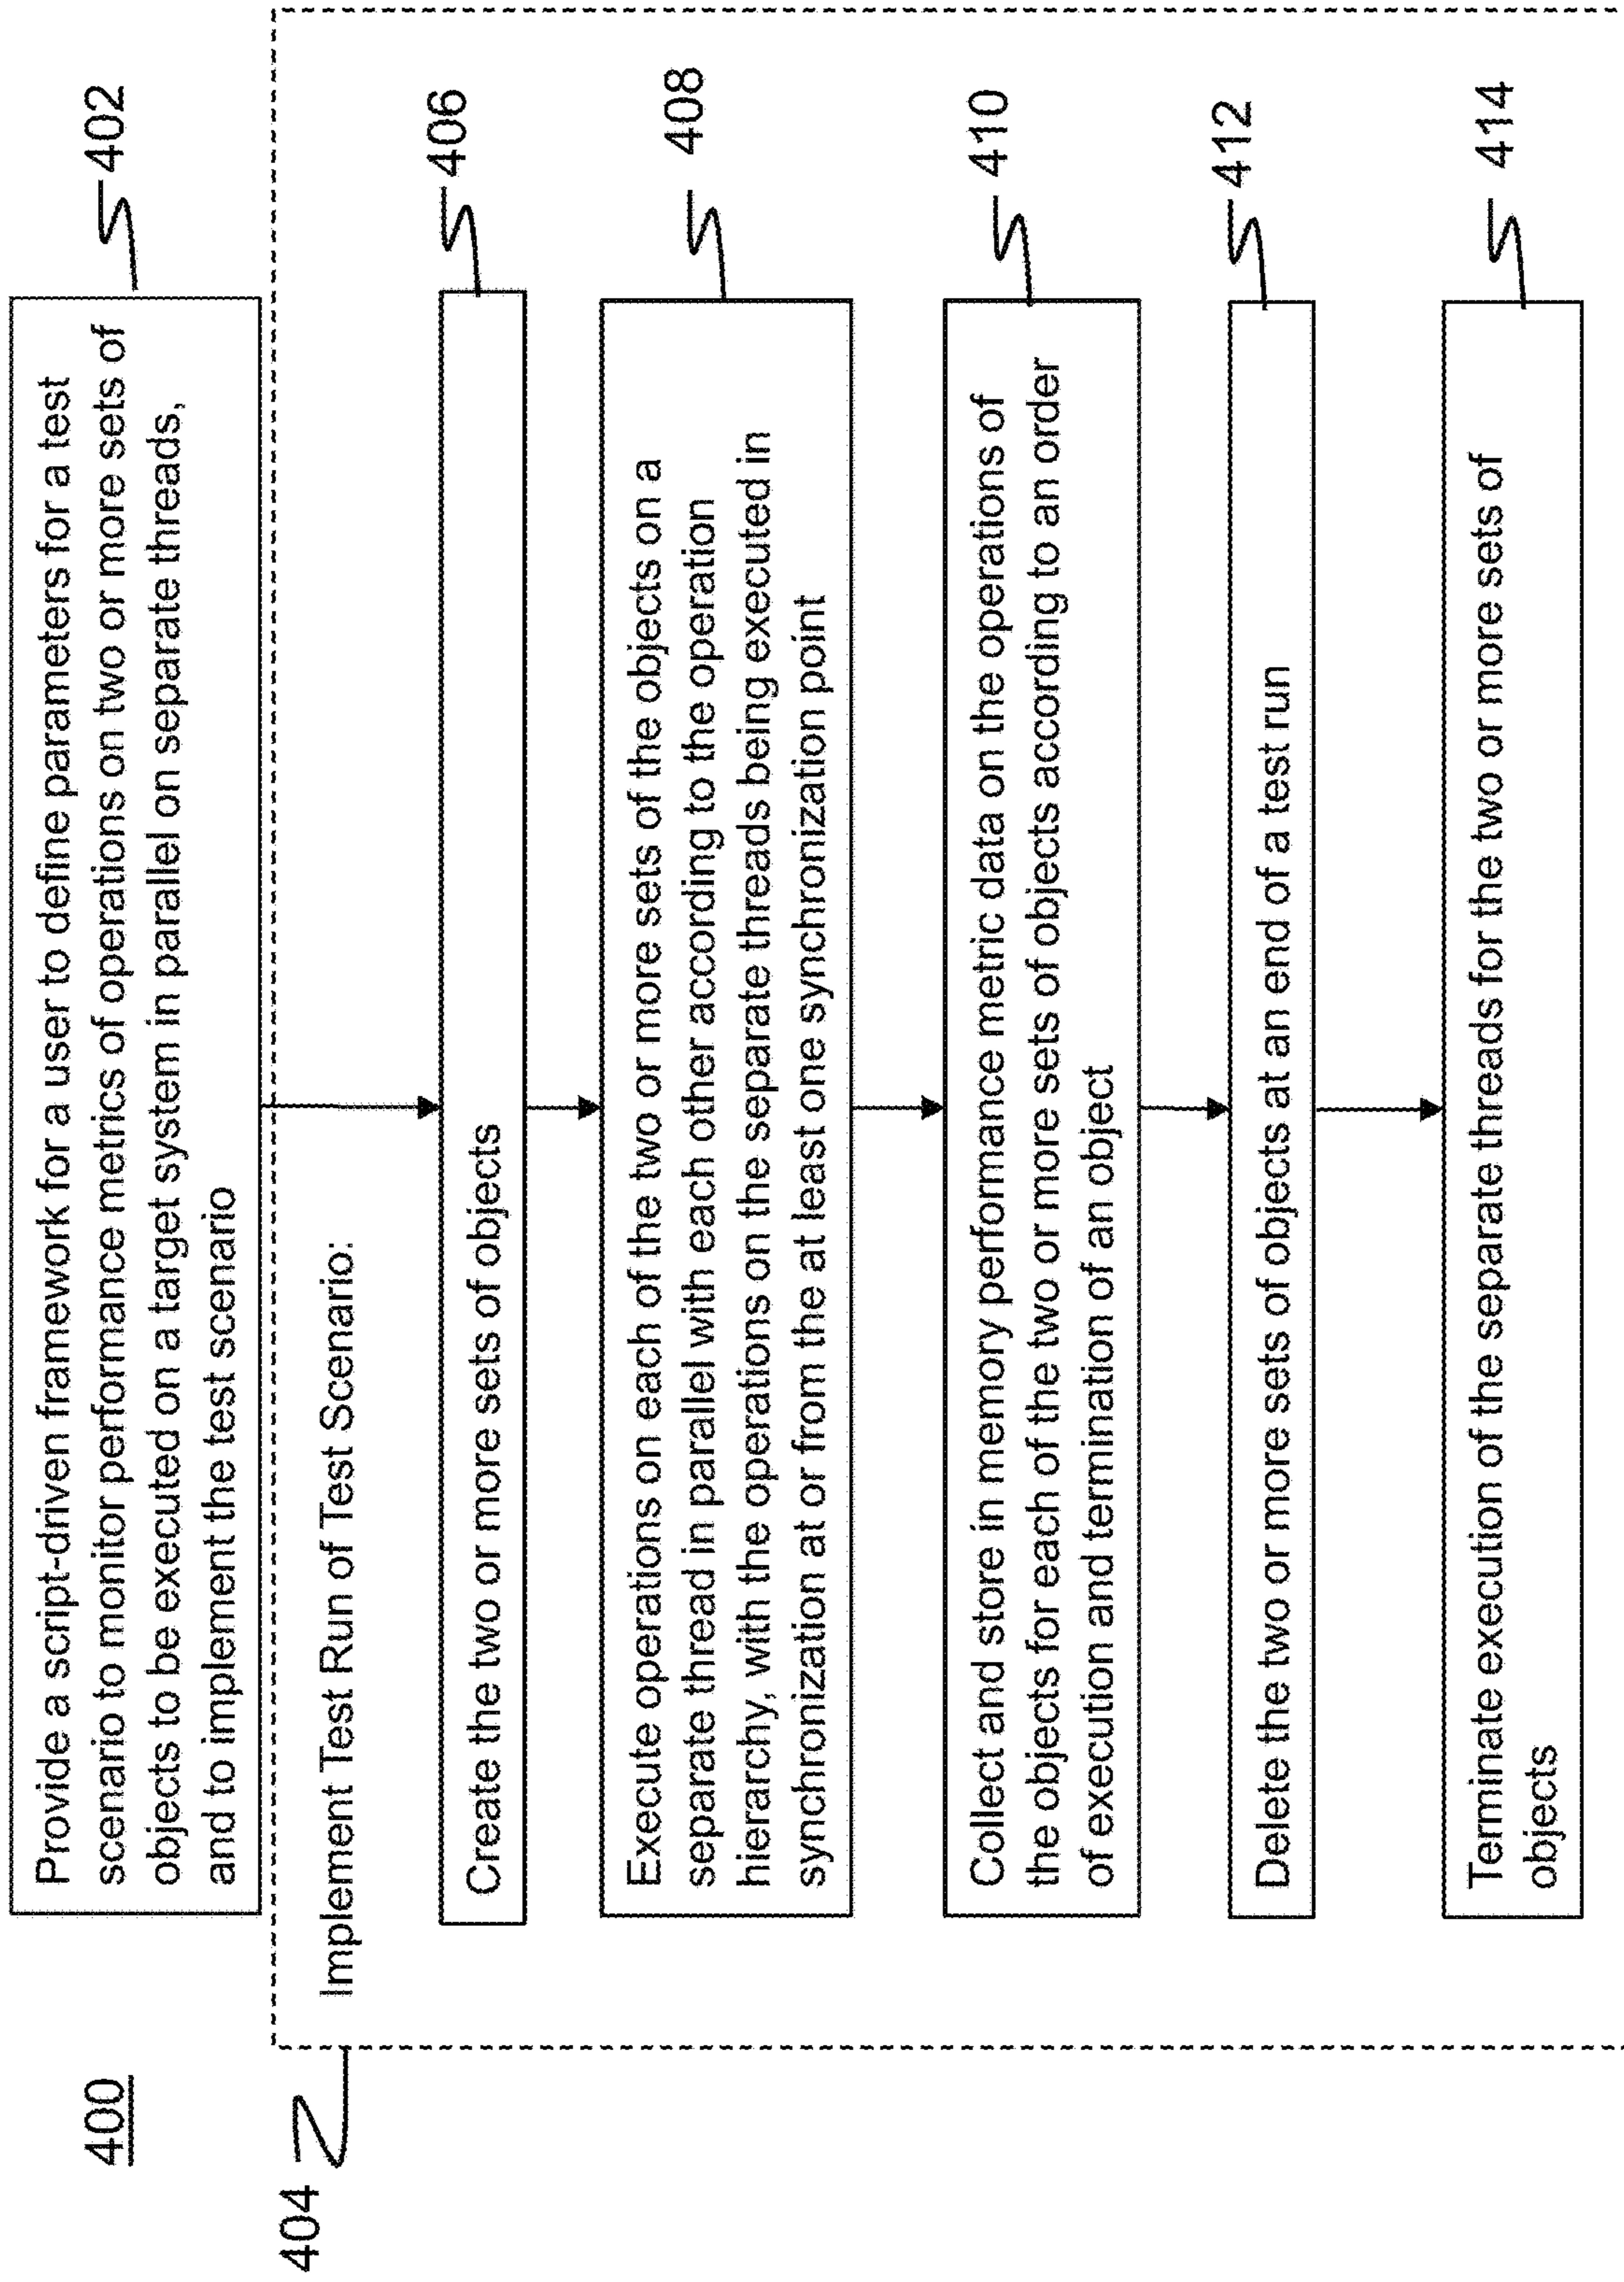 400
402
Provide a script-driven framework for a user to define parameters for a test
scenario to monitor performance metrics of operations on two or more sets of
objects to be executed on a target system in parallel on separate threads,
and to implement the test scenario
404
Implement Test Run of Test Scenario:
406
Create the two or more sets of objects
408
Execute operations on each of the two or more sets of the objects on a
separate thread in parallel with each other according to the operation
hierarchy, with the operations on the separate threads being executed in
synchronization at or from the at least one synchronization point
410
Collect and store in memory performance metric data on the operations of
the objects for each of the two or more sets of objects according to an order
of execution and termination of an object
412
Delete the two or more sets of objects at an end of a test run
414
Terminate execution of the separate threads for the two or more sets of
objects